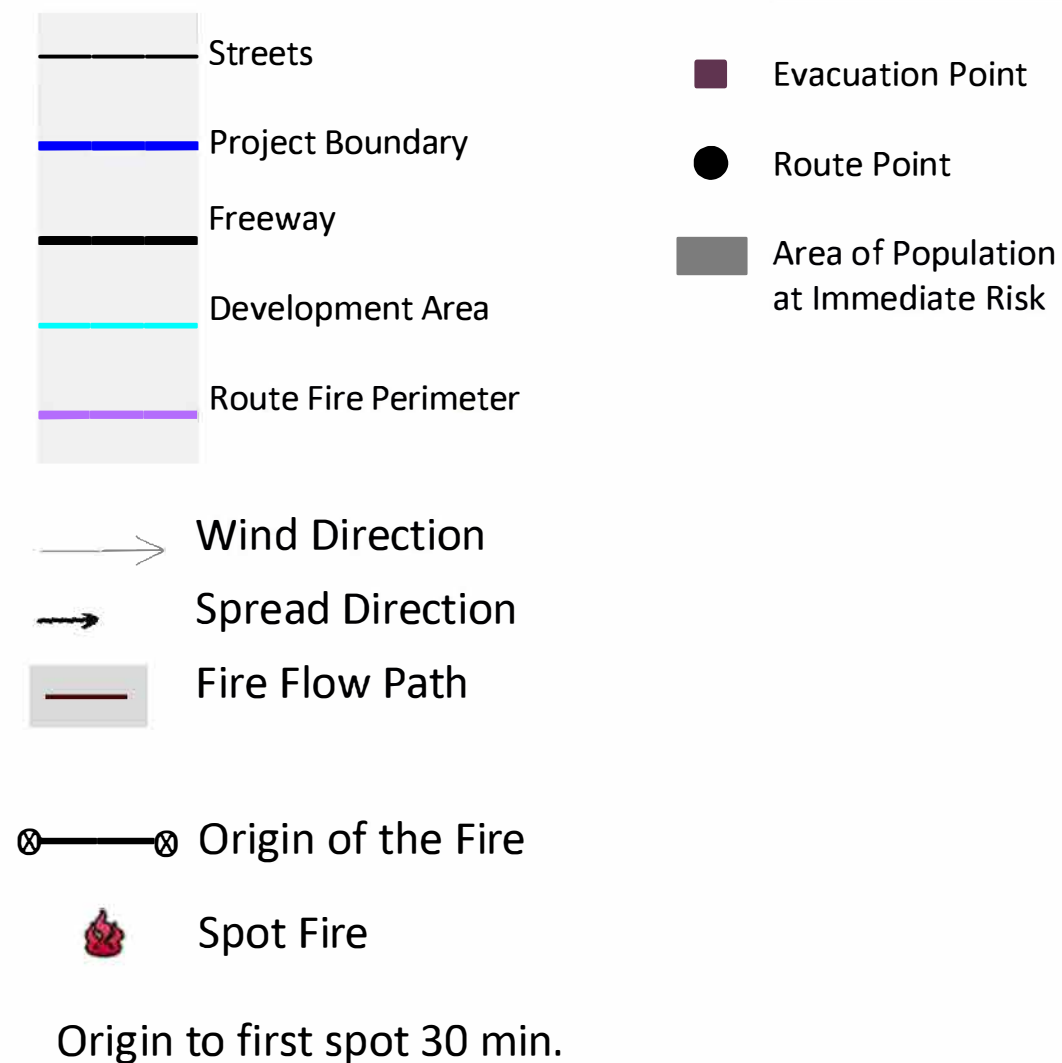 Streets
Project Boundary
Freeway
Development Area
Route Fire Perimeter
Evacuation Point
Route Point
Area of Population
at Immediate Risk
Wind Direction
Spread Direction
Fire Flow Path
Origin of the Fire
Spot Fire
Origin to first spot 30 min.